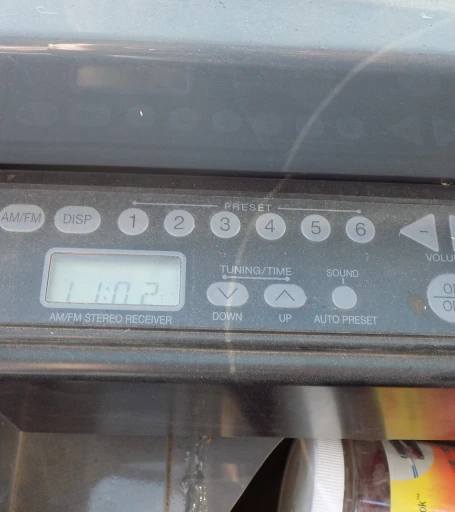 PRESET
AM/FM DISP 1 2 3 4 5 6 -
TUNING/TIME SOUND
11:02
AM/FM STEREO RECEIVER DOWN UP AUTO PRESET